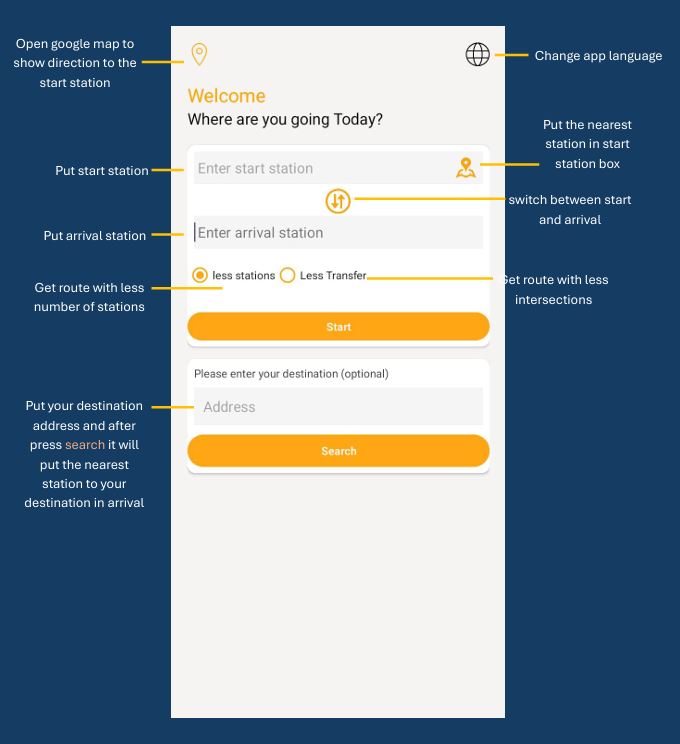 Open google map to
show direction to the
start station
Change app language
Welcome
Where are you going Today?
Put the nearest
station in start
station box
Put start station
Enter start station
switch between start
and arrival
Put arrival station
Enter arrival station
less stations
Less Transfer
Get route with less
number of stations
Get route with less
intersections
Start
Please enter your destination (optional)
Put your destination
address and after
press search it will
put the nearest
station to your
destination in arrival
Address
Search